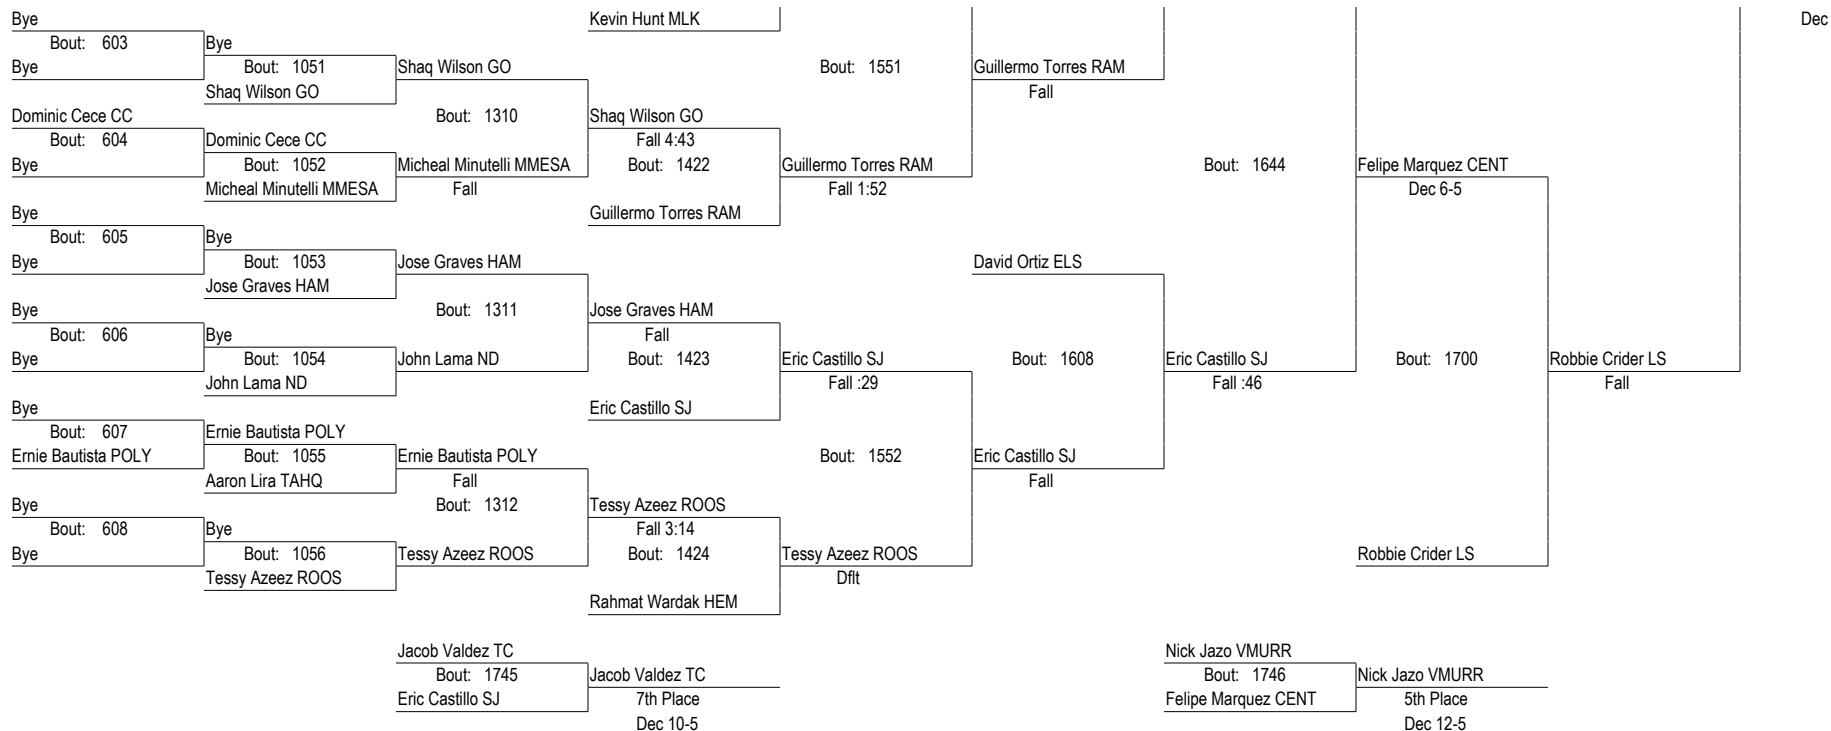 Bye Kevin Hunt MLK Dec
Bout: 603 Bye
Bye Bout: 1051 Shaq Wilson GO Bout: 1551 Guillermo Torres RAM
Shaq Wilson GO Fall
Dominic Cece CC Bout: 1310 Shaq Wilson GO
Bout: 604 Dominic Cece CC Fall 4:43
Bye Bout: 1052 Micheal Minutelli MMESA Bout: 1422 Guillermo Torres RAM Bout: 1644 Felipe Marquez CENT
Micheal Minutelli MMESA Fall Fall 1:52 Dec 6-5
Bye Guillermo Torres RAM
Bout: 605 Bye
Bye Bout: 1053 Jose Graves HAM David Ortiz ELS
Jose Graves HAM
Bye Bout: 1311 Jose Graves HAM
Bout: 606 Bye Fall
Bye Bout: 1054 John Lama ND Bout: 1423 Eric Castillo SJ Bout: 1608 Eric Castillo SJ Bout: 1700 Robbie Crider LS
John Lama ND Fall :29 Fall :46 Fall
Bye Eric Castillo SJ
Bout: 607 Ernie Bautista POLY
Ernie Bautista POLY Bout: 1055 Ernie Bautista POLY Bout: 1552 Eric Castillo SJ
Aaron Lira TAHQ Fall Fall
Bye Bout: 1312 Tessy Azeez ROOS
Bout: 608 Bye Fall 3:14
Bye Bout: 1056 Tessy Azeez ROOS Bout: 1424 Tessy Azeez ROOS Robbie Crider LS
Tessy Azeez ROOS Dflt
Rahmat Wardak HEM
Jacob Valdez TC Nick Jazo VMURR
Bout: 1745 Jacob Valdez TC Bout: 1746 Nick Jazo VMURR
Eric Castillo SJ 7th Place Felipe Marquez CENT 5th Place
Dec 10-5 Dec 12-5